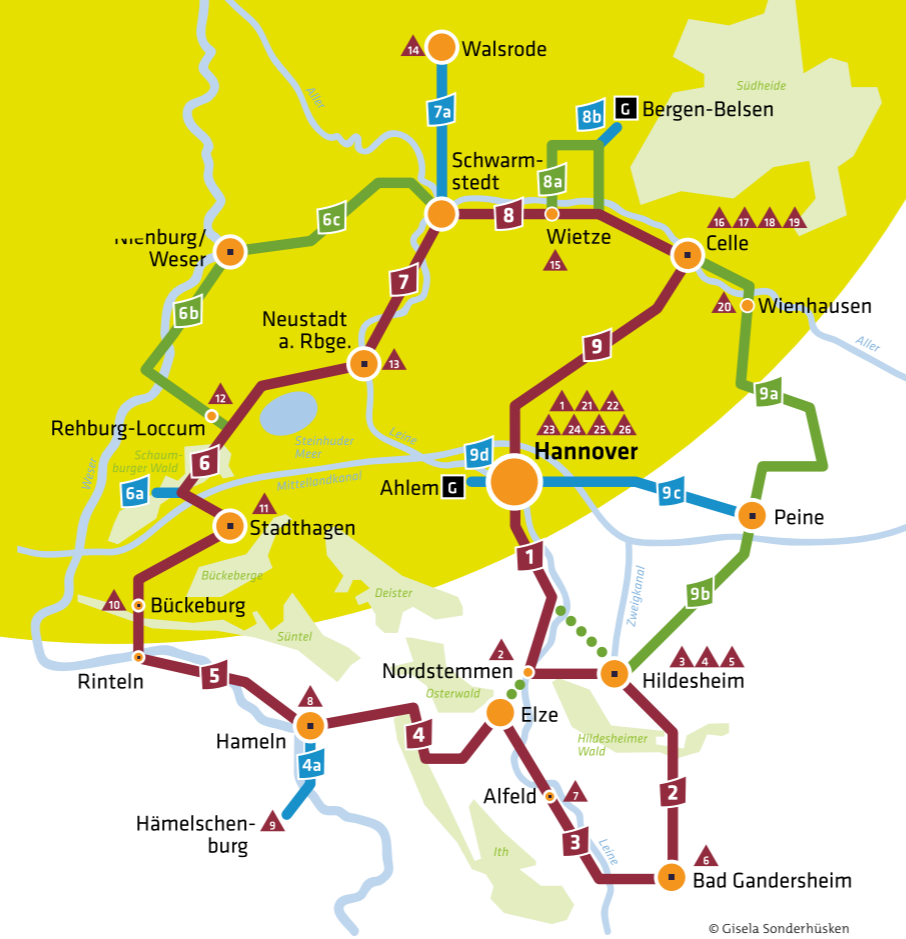 14
Walsrode
Südheide
7a
8b
G
Bergen-Belsen
Aller
Schwarm-
stedt
8a
6c
8
16
17
18
19
Wietze
Celle
Weser
15
7
6b
20
Wienhausen
Neustadt
a. Rbge.
13
9
Aller
12
9a
1
21
22
Rehburg-Loccum
23
24
25
26
Steinhuder
Meer
Leine
Hannover
Schaum-
burger Wald
6
9d
Weser
Mittellandkanal
Ahlem
G
6a
9c
11
Stadthagen
Peine
1
Bückeberge
Deister
Zweigkanal
9b
10
Bückeburg
Süntel
2
3
4
5
Nordstemmen
Hildesheim
Rinteln
5
Osterwald
8
Elze
Hameln
4
Hildesheimer
Wald
4a
2
Alfeld
7
Hämelschen-
burg
9
3
Leine
Ith
6
Bad Gandersheim
© Gisela Sonderhüsken